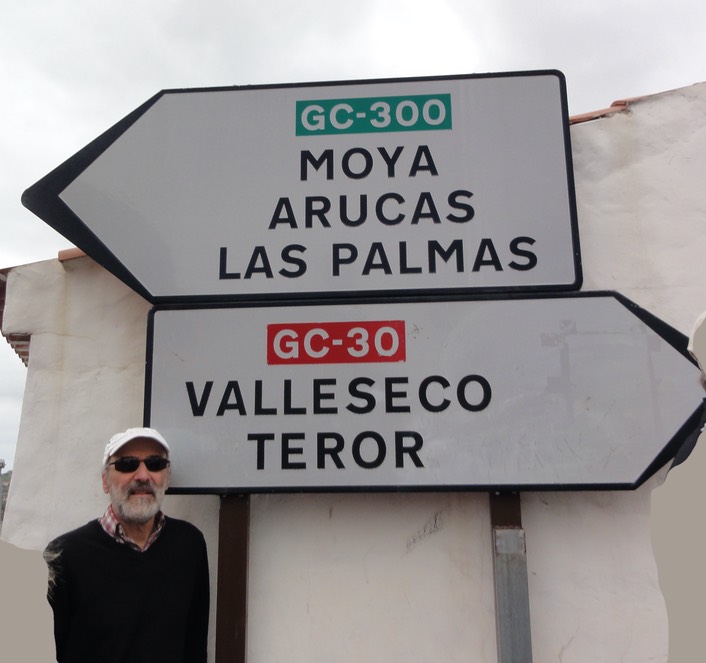 GC-300
MOYA
ARUCAS
LAS PALMAS
GC-30
VALLESECO
TEROR